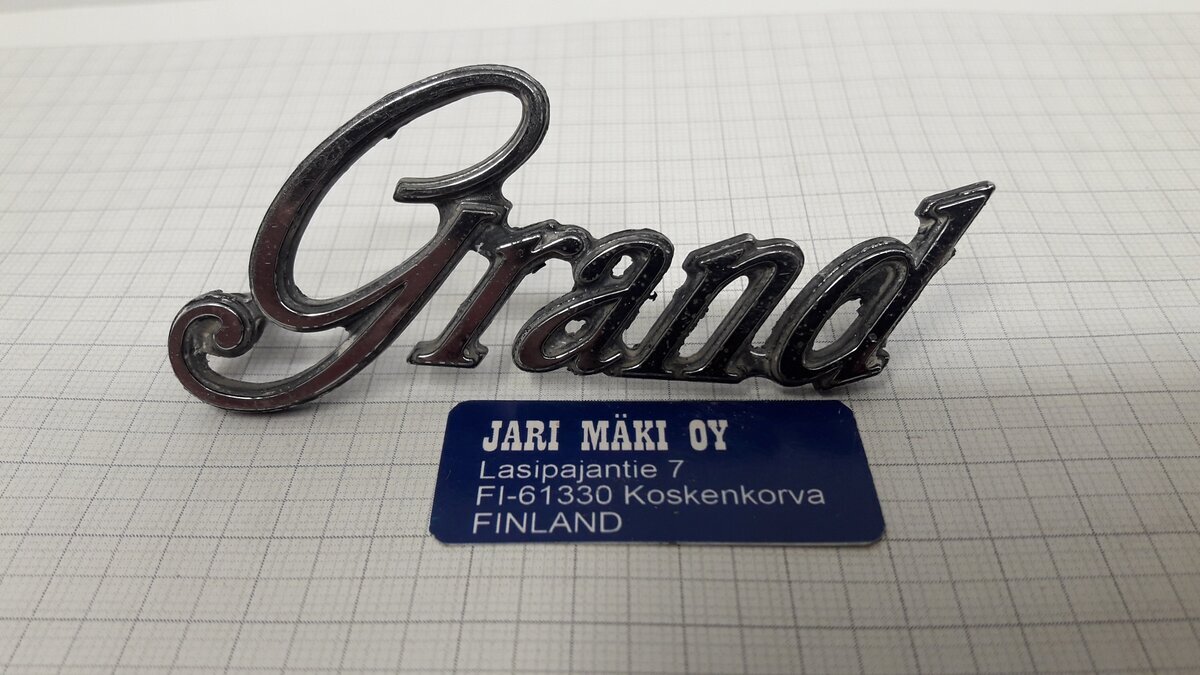 Grand
JARI MÄKI OY
Lasipajantie 7
FI-61330 Koskenkorva
FINLAND